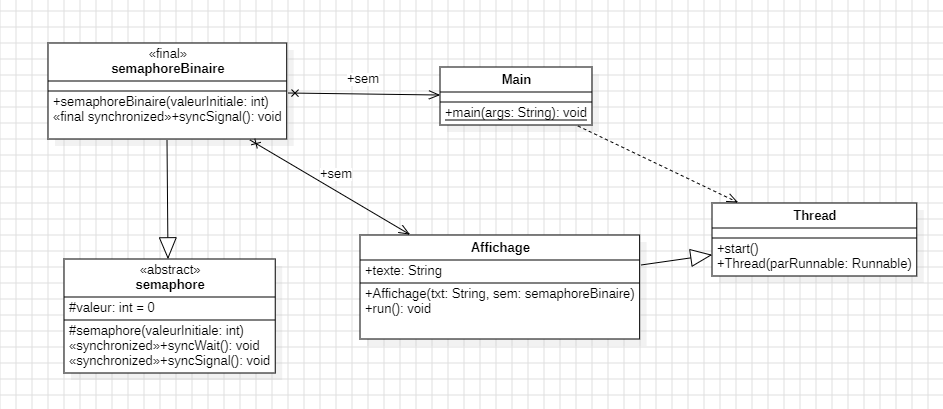 «final»
semaphoreBinaire
+semaphoreBinaire(valeurInitiale: int)
«final synchronized»+syncSignal(): void
+sem
Main
+main(args: String): void
+sem
Thread
+start()
+Thread(parRunnable: Runnable)
Affichage
+texte: String
+Affichage(txt: String, sem: semaphoreBinaire)
+run(): void
«abstract»
semaphore
#valeur: int = 0
#semaphore(valeurInitiale: int)
«synchronized»+syncWait(): void
«synchronized»+syncSignal(): void